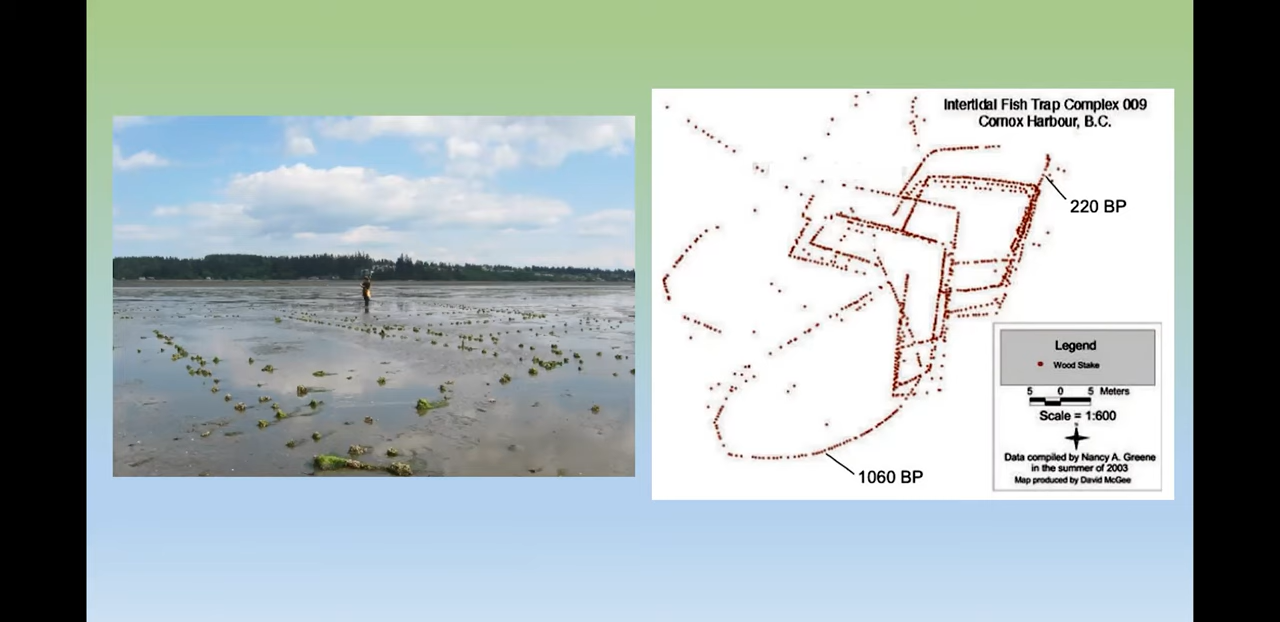 Intertidal Fish Trap Complex 009
Comox Harbour, B.C.
220 BP
Legend
Wood Stake
5 0 5 Meters
Scale = 1:600
N
Data compiled by Nancy A. Greene
in the summer of 2003
Map produced by David McGee
1060 BP